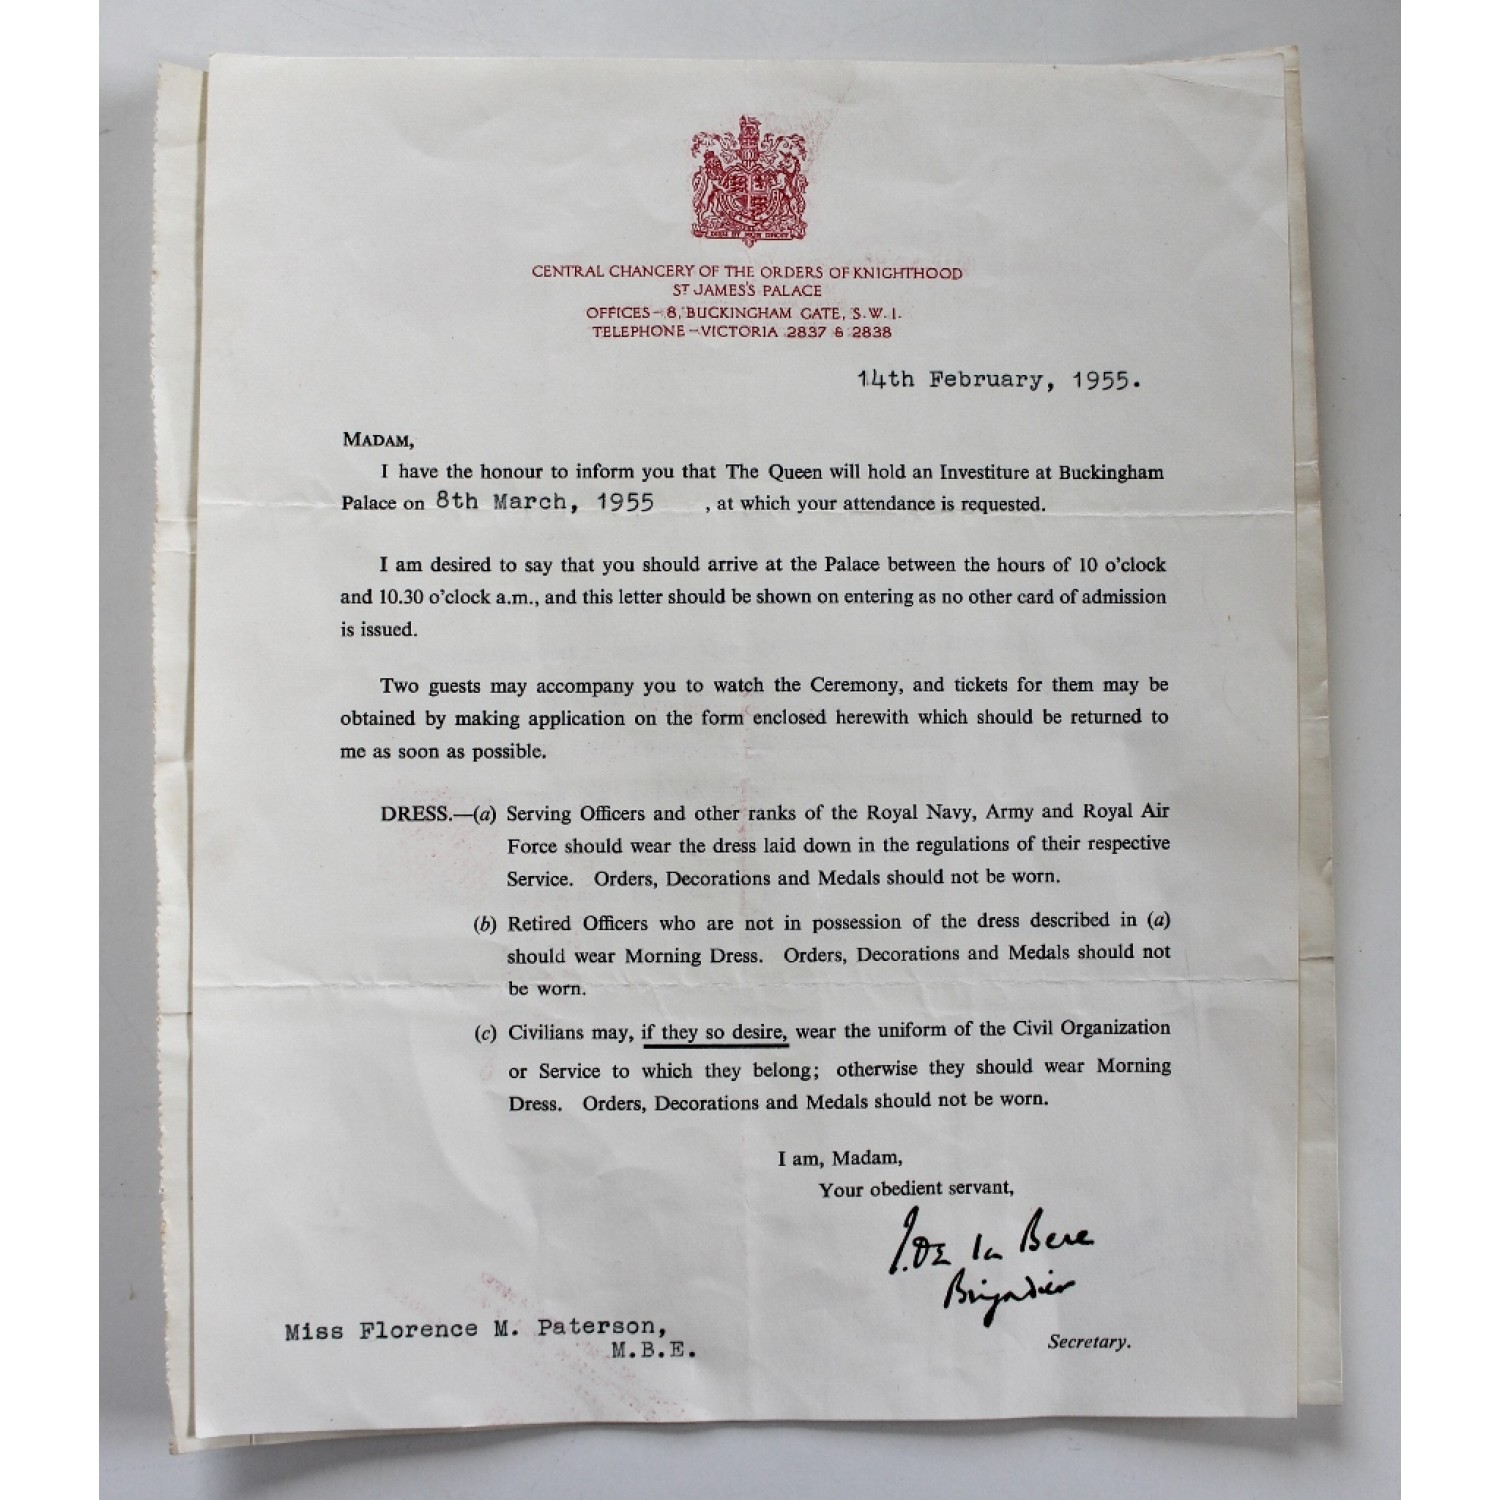 CENTRAL CHANCERY OF THE ORDERS OF KNIGHTHOOD
ST JAMES'S PALACE
OFFICES–8, BUCKINGHAM GATE, S.W.1.
TELEPHONE–VICTORIA 2837 & 2838
14th February, 1955.
MADAM,
I have the honour to inform you that The Queen will hold an Investiture at Buckingham
Palace on 8th March, 1955 , at which your attendance is requested.
I am desired to say that you should arrive at the Palace between the hours of 10 o'clock
and 10.30 o'clock a.m., and this letter should be shown on entering as no other card of admission
is issued.
Two guests may accompany you to watch the Ceremony, and tickets for them may be
obtained by making application on the form enclosed herewith which should be returned to
me as soon as possible.
DRESS.—(a) Serving Officers and other ranks of the Royal Navy, Army and Royal Air
Force should wear the dress laid down in the regulations of their respective
Service. Orders, Decorations and Medals should not be worn.
(b) Retired Officers who are not in possession of the dress described in (a)
should wear Morning Dress. Orders, Decorations and Medals should not
be worn.
(c) Civilians may, if they so desire, wear the uniform of the Civil Organization
or Service to which they belong; otherwise they should wear Morning
Dress. Orders, Decorations and Medals should not be worn.
I am, Madam,
Your obedient servant,
I. De la Bere
Brigadier
Secretary.
Miss Florence M. Paterson,
M.B.E.